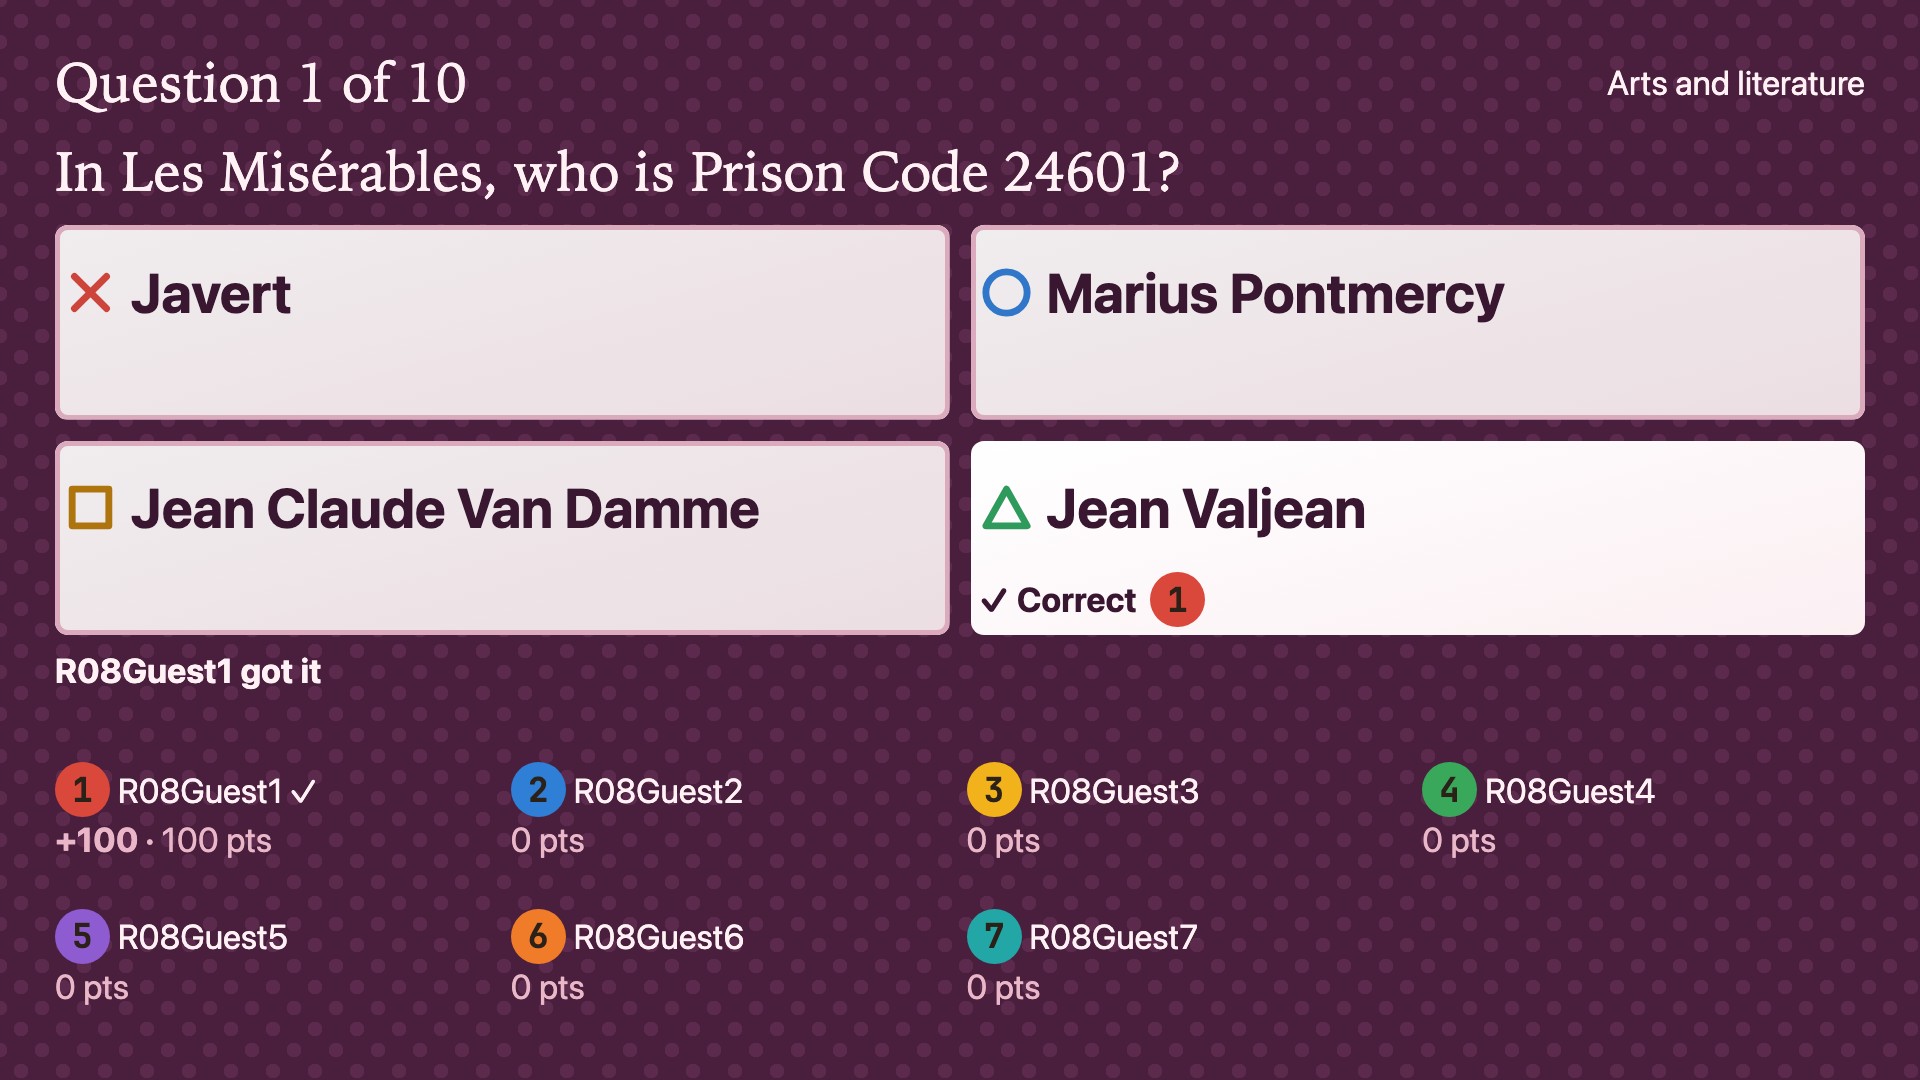 Question 1 of 10
Arts and literature
In Les Misérables, who is Prison Code 24601?
Javert
Marius Pontmercy
Jean Claude Van Damme
Jean Valjean
✓ Correct 1
R08Guest1 got it
1 R08Guest1 ✓
+100 · 100 pts
2 R08Guest2
0 pts
3 R08Guest3
0 pts
4 R08Guest4
0 pts
5 R08Guest5
0 pts
6 R08Guest6
0 pts
7 R08Guest7
0 pts